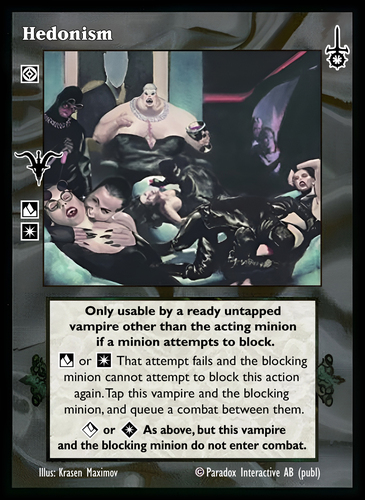 Hedonism
Only usable by a ready untapped
vampire other than the acting minion
if a minion attempts to block.
or That attempt fails and the blocking
minion cannot attempt to block this action
again. Tap this vampire and the blocking
minion, and queue a combat between them.
or As above, but this vampire
and the blocking minion do not enter combat.
Illus: Krasen Maximov © Paradox Interactive AB (publ)